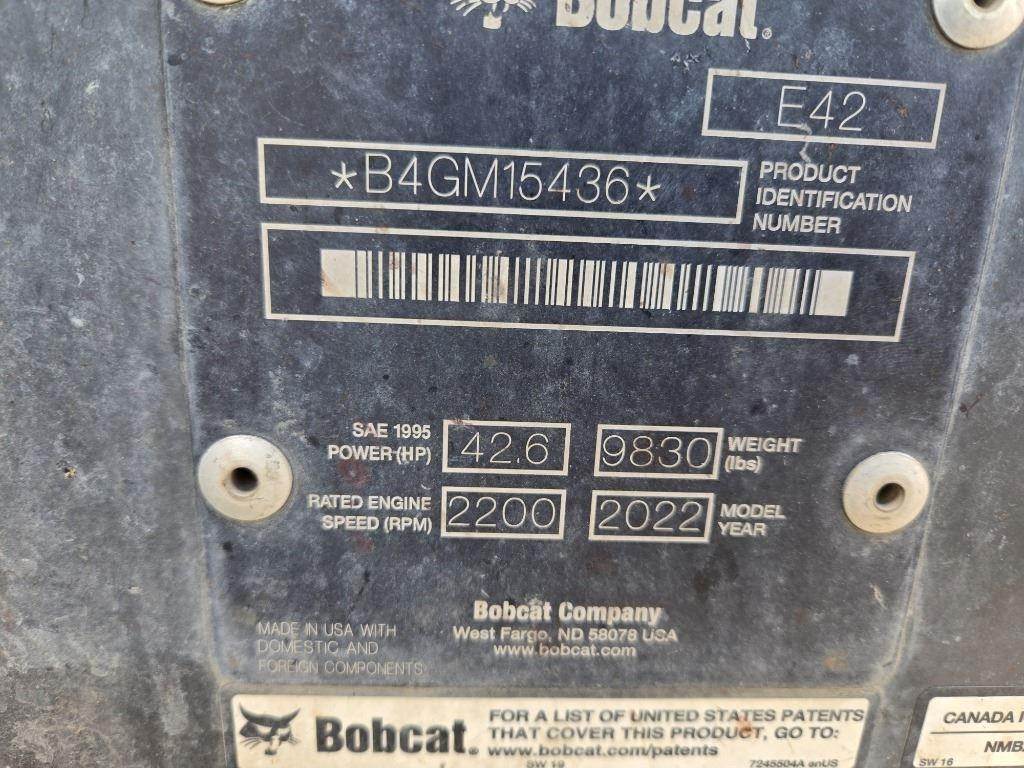 Bobcat®
E42
*B4GM15436*
PRODUCT
IDENTIFICATION
NUMBER
SAE 1995
POWER (HP)
42.6
9830
WEIGHT
(lbs)
RATED ENGINE
SPEED (RPM)
2200
2022
MODEL
YEAR
Bobcat Company
West Fargo, ND 58078 USA
www.bobcat.com
MADE IN USA WITH
DOMESTIC AND
FOREIGN COMPONENTS
Bobcat®
FOR A LIST OF UNITED STATES PATENTS
THAT COVER THIS PRODUCT, GO TO:
www.bobcat.com/patents
SW 19
7245504A enUS
CANADA
SW 16